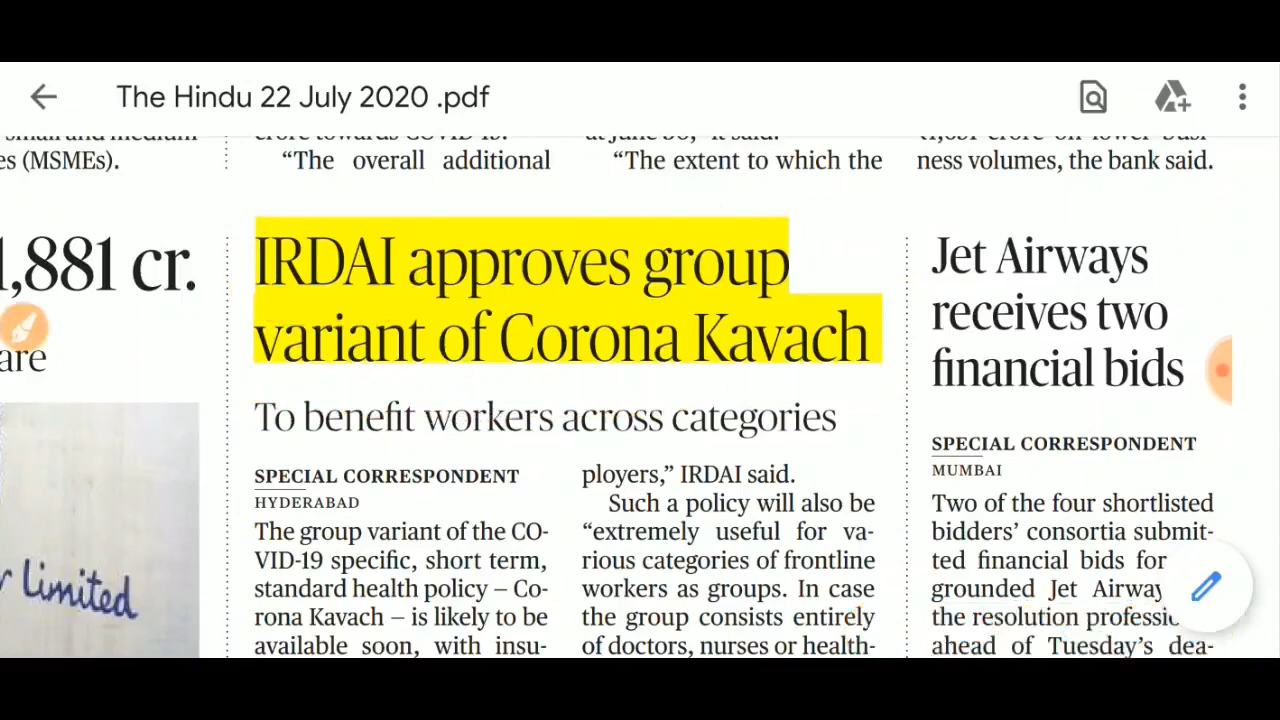 The Hindu 22 July 2020 .pdf
es (MSMEs).
“The overall additional
“The extent to which the
ness volumes, the bank said.
1,881 cr.
are
limited
IRDAI approves group
variant of Corona Kavach
To benefit workers across categories
SPECIAL CORRESPONDENT
HYDERABAD
The group variant of the CO-
VID-19 specific, short term,
standard health policy – Co-
rona Kavach – is likely to be
available soon, with insu-
ployers,” IRDAI said.
Such a policy will also be
“extremely useful for va-
rious categories of frontline
workers as groups. In case
the group consists entirely
of doctors, nurses or health-
Jet Airways
receives two
financial bids
SPECIAL CORRESPONDENT
MUMBAI
Two of the four shortlisted
bidders’ consortia submit-
ted financial bids for
grounded Jet Airway
the resolution professio
ahead of Tuesday’s dea-